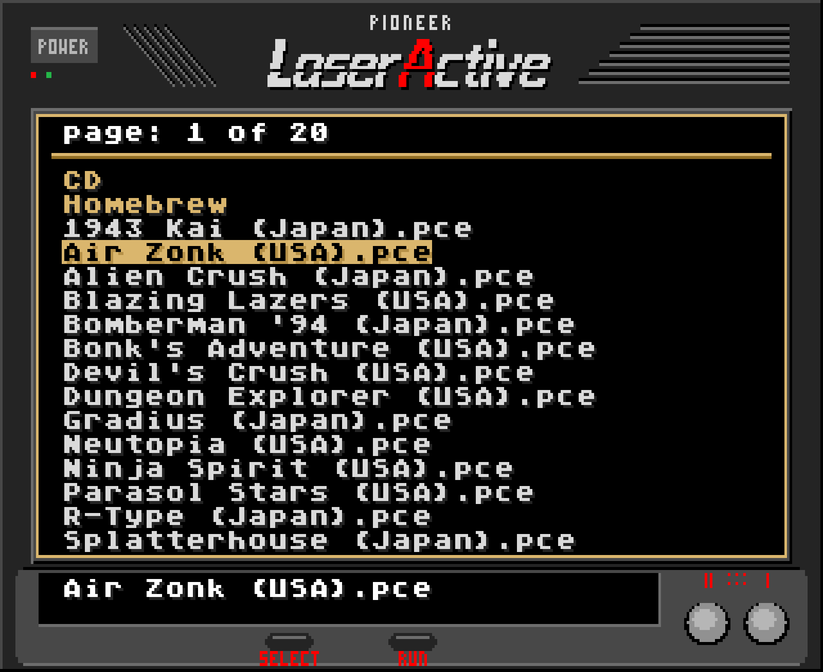 PIONEER
POWER
LaserActive
page: 1 of 20
CD
Homebrew
1943 Kai (Japan).pce
Air Zonk (USA).pce
Alien Crush (Japan).pce
Blazing Lazers (USA).pce
Bomberman '94 (Japan).pce
Bonk's Adventure (USA).pce
Devil's Crush (USA).pce
Dungeon Explorer (USA).pce
Gradius (Japan).pce
Neutopia (USA).pce
Ninja Spirit (USA).pce
Parasol Stars (USA).pce
R-Type (Japan).pce
Splatterhouse (Japan).pce
Air Zonk (USA).pce
II I
SELECT RUN